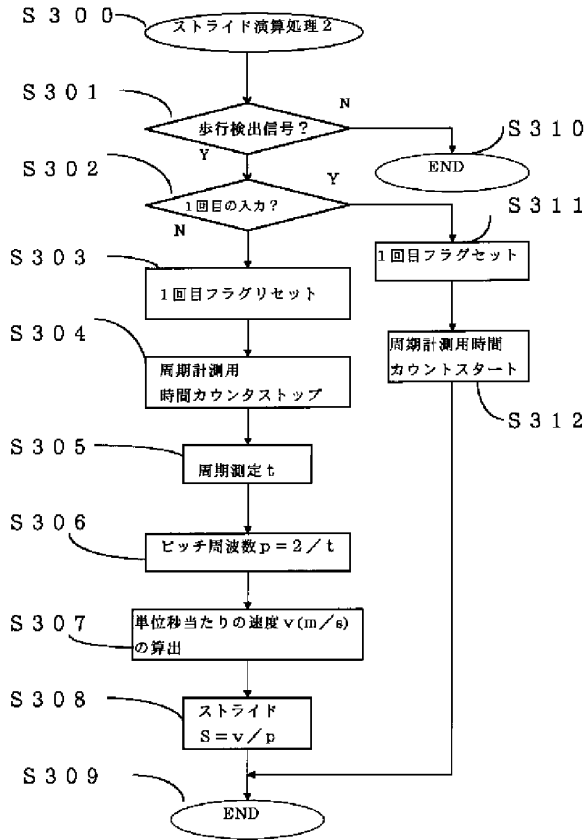 S300
ストライド演算処理2
S301
歩行検出信号?
N
Y
S310
END
S302
1回目の入力?
Y
N
S311
1回目フラグセット
S303
1回目フラグリセット
S304
周期計測用
時間カウンタストップ
周期計測用時間
カウントスタート
S312
S305
周期測定t
S306
ピッチ周波数p=2/t
S307
単位秒当たりの速度v(m/s)
の算出
S308
ストライド
S=v/p
S309
END